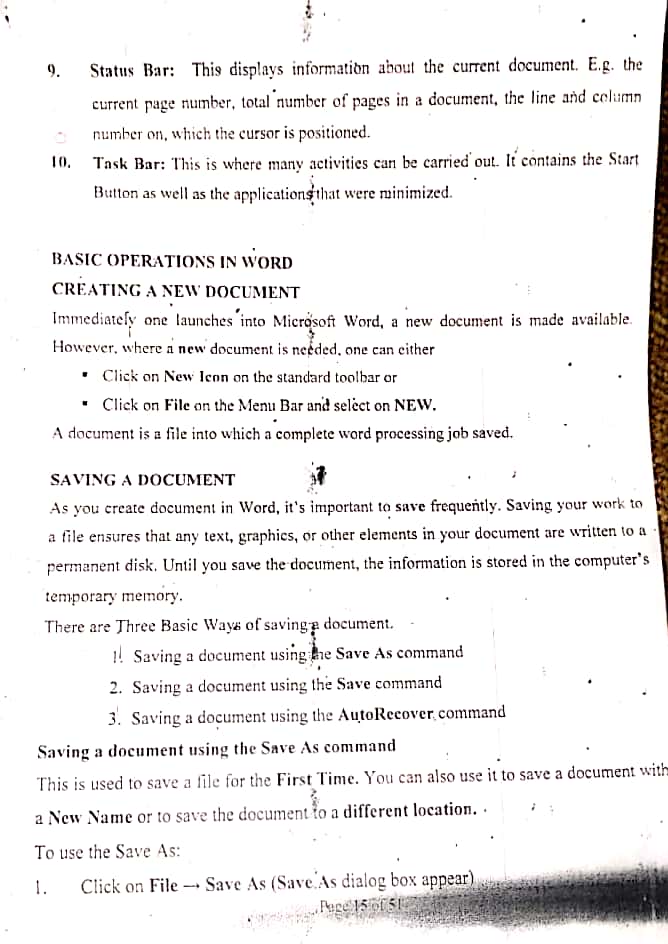 9. Status Bar: This displays information about the current document. E.g. the
current page number, total number of pages in a document, the line and column
number on, which the cursor is positioned.
10. Task Bar: This is where many activities can be carried out. It contains the Start
Button as well as the applications that were minimized.
BASIC OPERATIONS IN WORD
CREATING A NEW DOCUMENT
Immediately one launches into Microsoft Word, a new document is made available.
However, where a new document is needed, one can either
▪ Click on New Icon on the standard toolbar or
▪ Click on File on the Menu Bar and select on NEW.
A document is a file into which a complete word processing job saved.
SAVING A DOCUMENT
As you create document in Word, it's important to save frequently. Saving your work to
a file ensures that any text, graphics, or other elements in your document are written to a
permanent disk. Until you save the document, the information is stored in the computer's
temporary memory.
There are Three Basic Ways of saving a document.
1. Saving a document using the Save As command
2. Saving a document using the Save command
3. Saving a document using the AutoRecover command
Saving a document using the Save As command
This is used to save a file for the First Time. You can also use it to save a document with
a New Name or to save the document to a different location.
To use the Save As:
1. Click on File → Save As (Save As dialog box appear)
Page 15 of 51